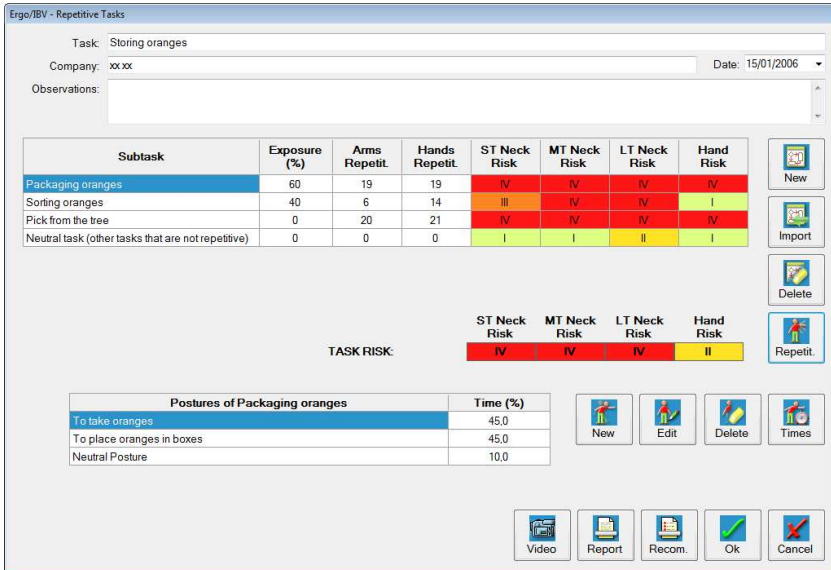 Ergo/IBV - Repetitive Tasks
Task: Storing oranges
Company: xx xx Date: 15/01/2006
Observations:
Subtask Exposure (%) Arms Repetit. Hands Repetit. ST Neck Risk MT Neck Risk LT Neck Risk Hand Risk
Packaging oranges 60 19 19 IV IV IV IV
Sorting oranges 40 6 14 III IV IV I
Pick from the tree 0 20 21 IV IV IV IV
Neutral task (other tasks that are not repetitive) 0 0 0 I I II I
New
Import
Delete
Repetit.
ST Neck Risk MT Neck Risk LT Neck Risk Hand Risk
TASK RISK: IV IV IV II
Postures of Packaging oranges Time (%)
To take oranges 45,0
To place oranges in boxes 45,0
Neutral Posture 10,0
New Edit Delete Times
Video Report Recom. Ok Cancel